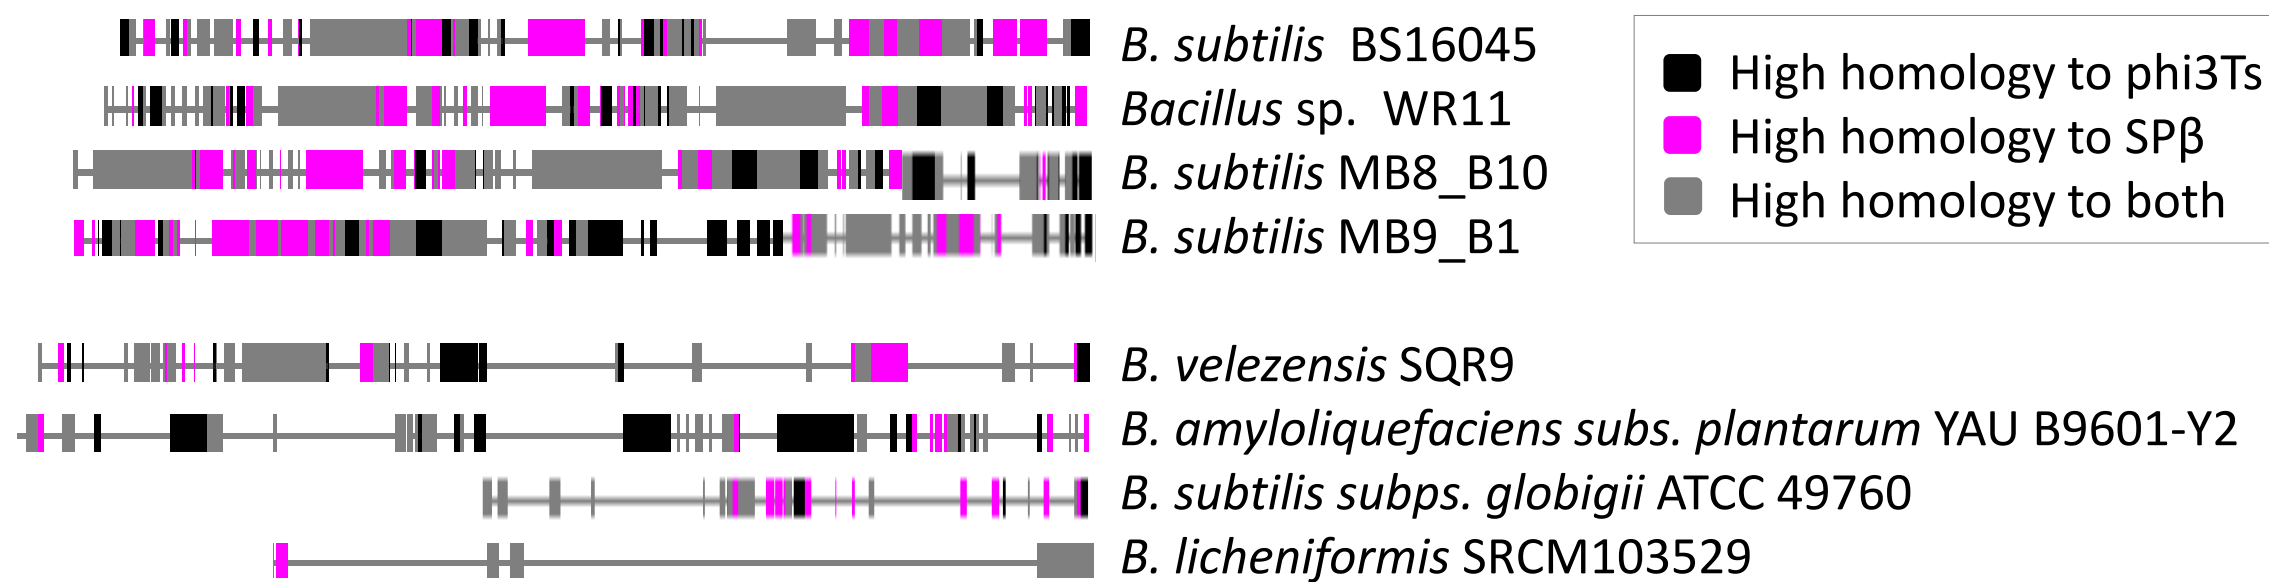 B. subtilis BS16045
Bacillus sp. WR11
B. subtilis MB8_B10
B. subtilis MB9_B1
High homology to phi3Ts
High homology to SPβ
High homology to both
B. velezensis SQR9
B. amyloliquefaciens subs. plantarum YAU B9601-Y2
B. subtilis subps. globigii ATCC 49760
B. licheniformis SRCM103529